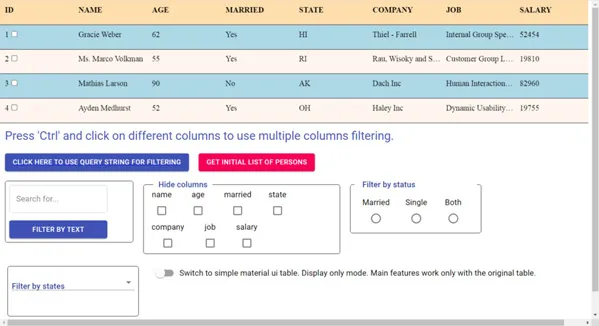 ID NAME AGE MARRIED STATE COMPANY JOB SALARY
1 Gracie Weber 62 Yes HI Thiel - Farrell Internal Group Spe… 52454
2 Ms. Marco Volkman 55 Yes RI Rau, Wisoky and S… Customer Group L… 19810
3 Mathias Larson 90 No AK Dach Inc Human Interaction… 82960
4 Ayden Medhurst 52 Yes OH Haley Inc Dynamic Usability… 19755
Press 'Ctrl' and click on different columns to use multiple columns filtering.
CLICK HERE TO USE QUERY STRING FOR FILTERING GET INITIAL LIST OF PERSONS
Search for...
FILTER BY TEXT
Hide columns
name age married state
company job salary
Filter by status
Married Single Both
Filter by states
Switch to simple material ui table. Display only mode. Main features work only with the original table.